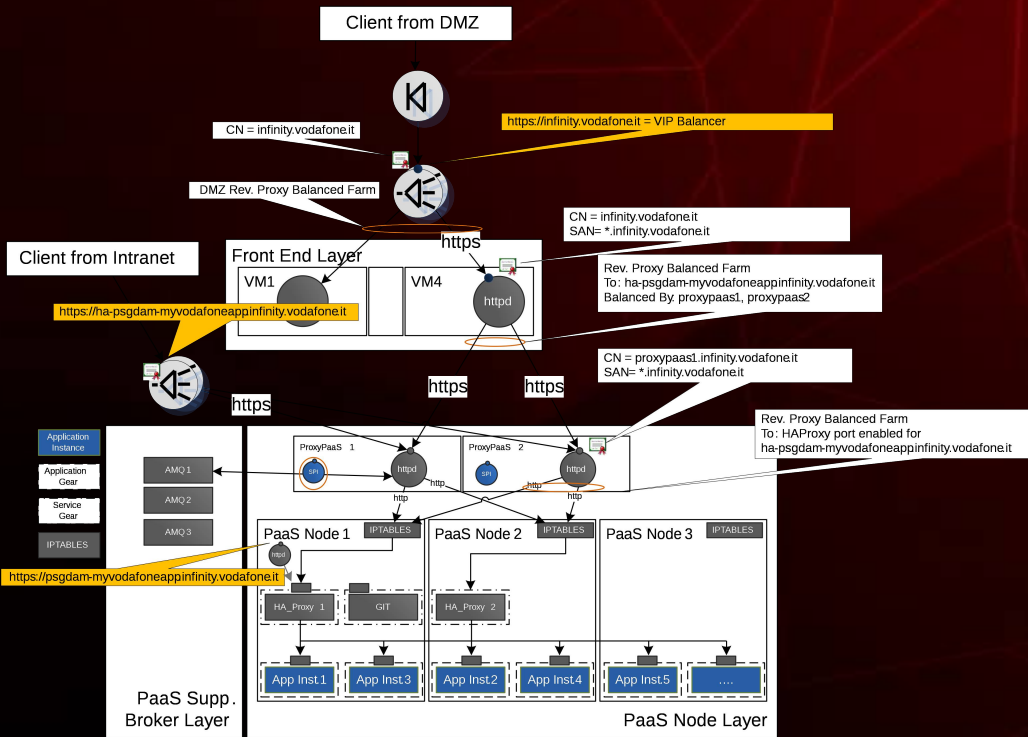 Client from DMZ
https://infinity.vodafone.it = VIP Balancer
CN = infinity.vodafone.it
DMZ Rev. Proxy Balanced Farm
CN = infinity.vodafone.it
SAN= *.infinity.vodafone.it
https
Client from Intranet
Front End Layer
VM1
VM4
httpd
Rev. Proxy Balanced Farm
To: ha-psgdam-myvodafoneappinfinity.vodafone.it
Balanced By: proxypaas1, proxypaas2
https://ha-psgdam-myvodafoneappinfinity.vodafone.it
CN = proxypaas1.infinity.vodafone.it
SAN= *.infinity.vodafone.it
https
https
https
Rev. Proxy Balanced Farm
To: HAProxy port enabled for
ha-psgdam-myvodafoneappinfinity.vodafone.it
Application
Instance
Application
Gear
Service
Gear
IPTABLES
AMQ 1
AMQ 2
AMQ 3
ProxyPaaS 1
SPI
httpd
ProxyPaaS 2
SPI
httpd
http
http
http
http
PaaS Node 1
IPTABLES
PaaS Node 2
IPTABLES
PaaS Node 3
IPTABLES
httpd
https://psgdam-myvodafoneappinfinity.vodafone.it
HA_Proxy 1
GIT
HA_Proxy 2
App Inst.1
App Inst.3
App Inst.2
App Inst.4
App Inst.5
....
PaaS Supp.
Broker Layer
PaaS Node Layer